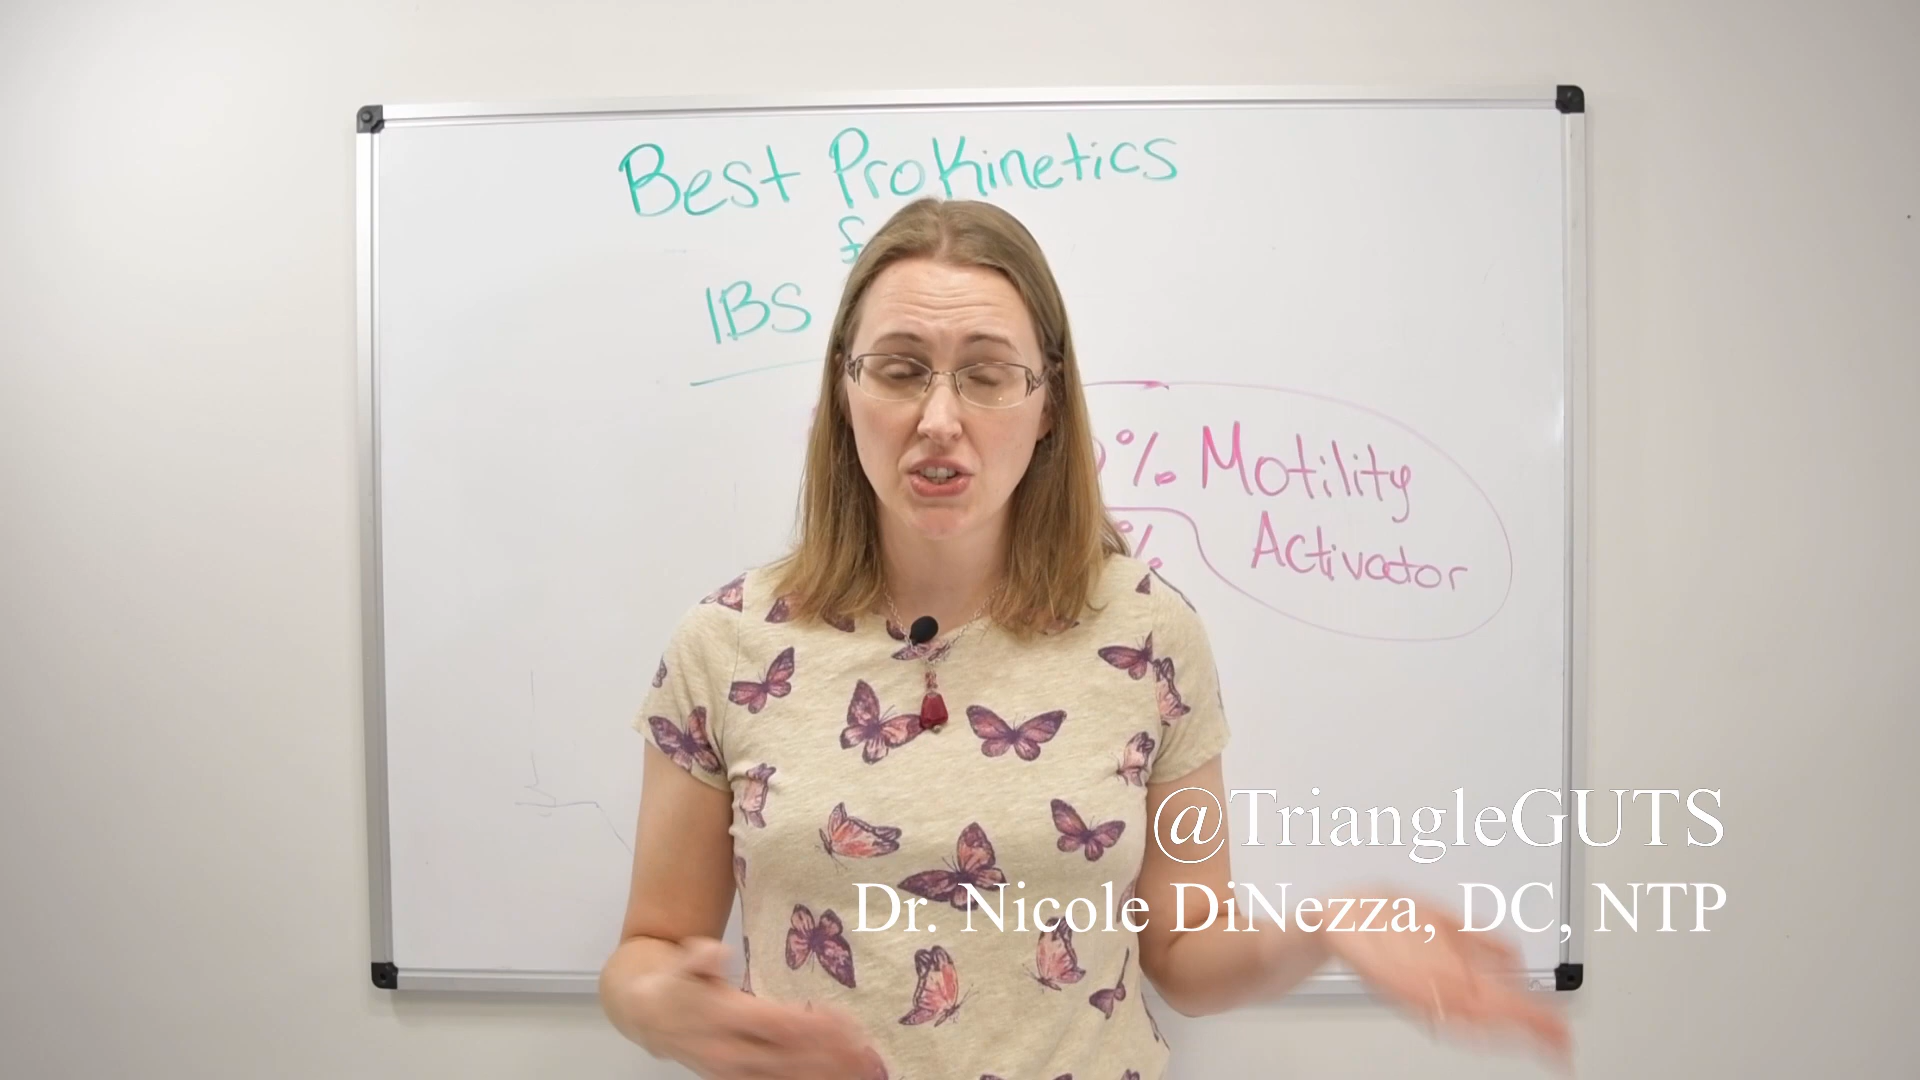 Best ProKinetics
IBS
% Motility
% Activator
@TriangleGUTS
Dr. Nicole DiNezza, DC, NTP